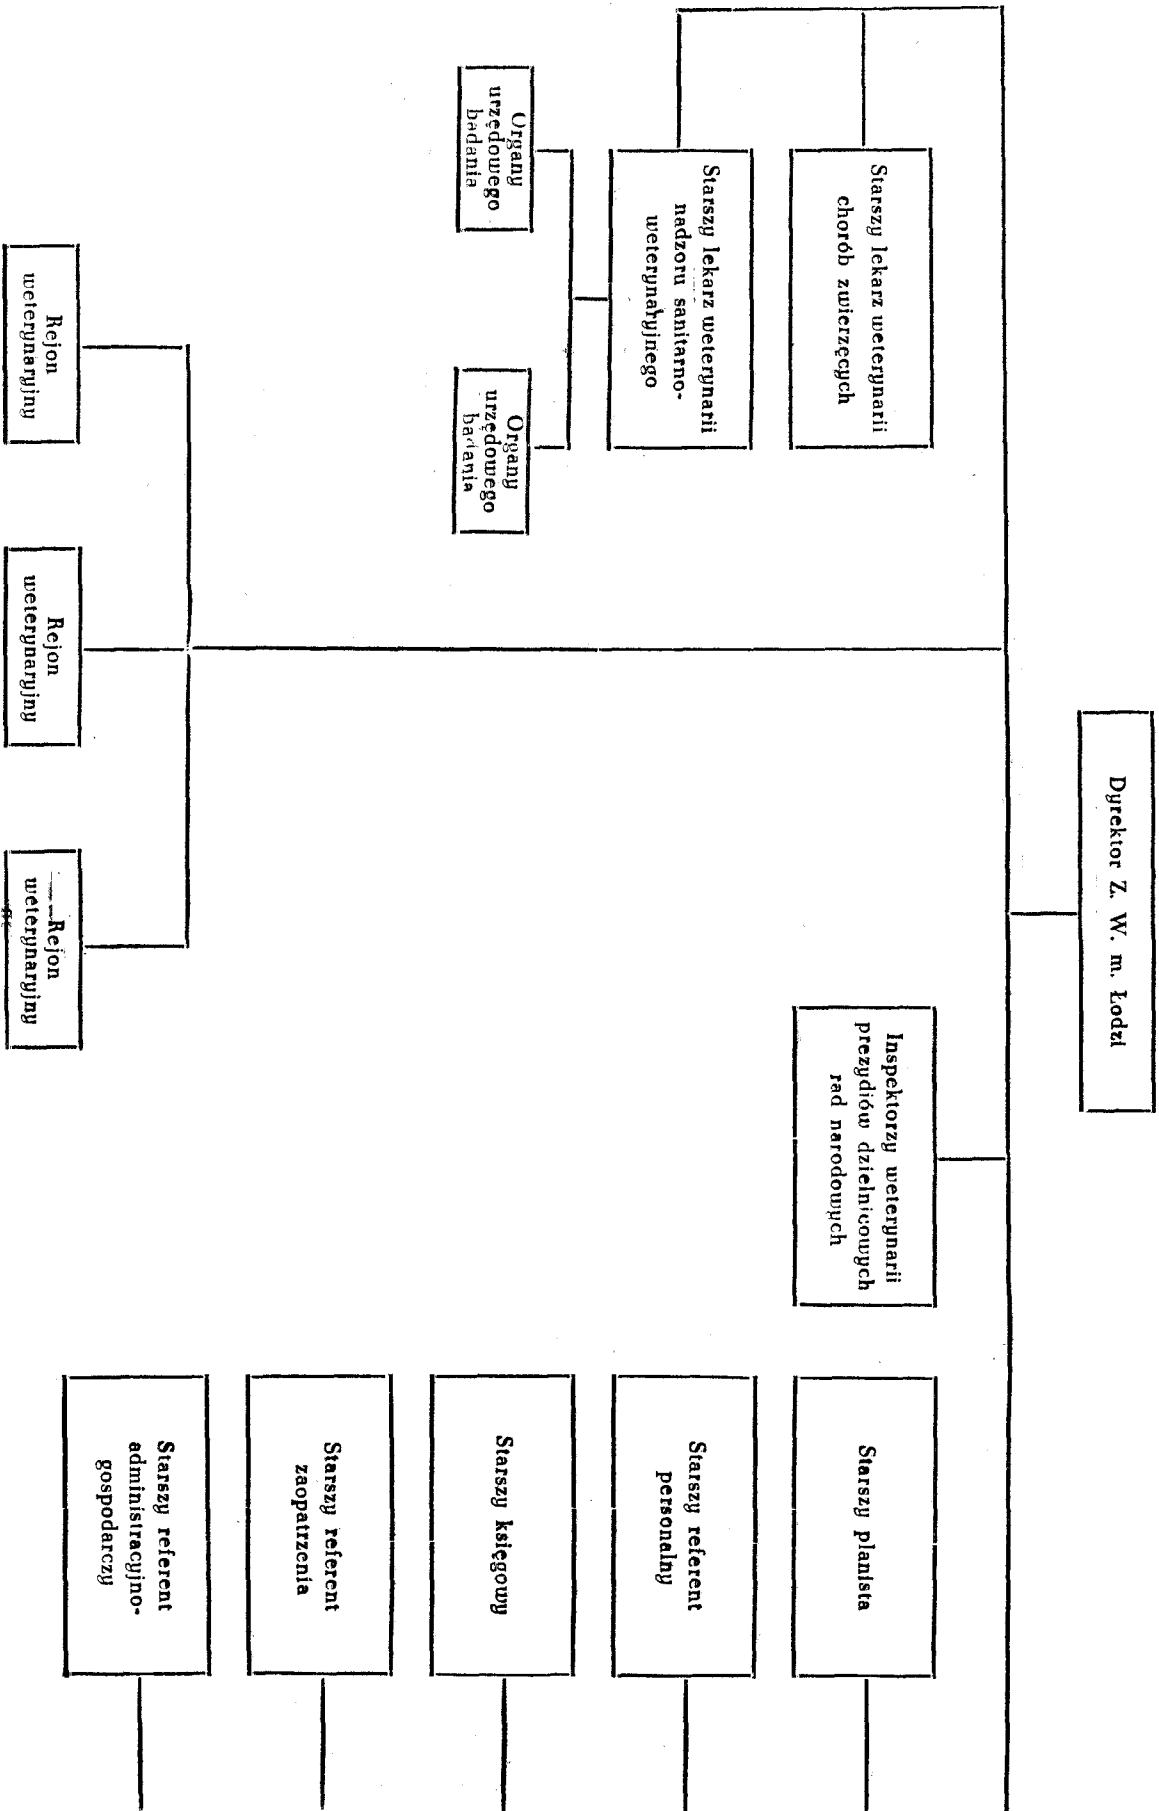 Dyrektor Z. W. m. Łodzi
Starszy lekarz weterynarii
chorób zwierzęcych
Starszy lekarz weterynarii
nadzoru sanitarno-
weterynaryjnego
Organy
urzędowego
badania
Organy
urzędowego
badania
Rejon
weterynaryjny
Rejon
weterynaryjny
Rejon
weterynaryjny
Inspektorzy weterynarii
prezydiów dzielnicowych
rad narodowych
Starszy planista
Starszy referent
personalny
Starszy księgowy
Starszy referent
zaopatrzenia
Starszy referent
administracyjno-
gospodarczy